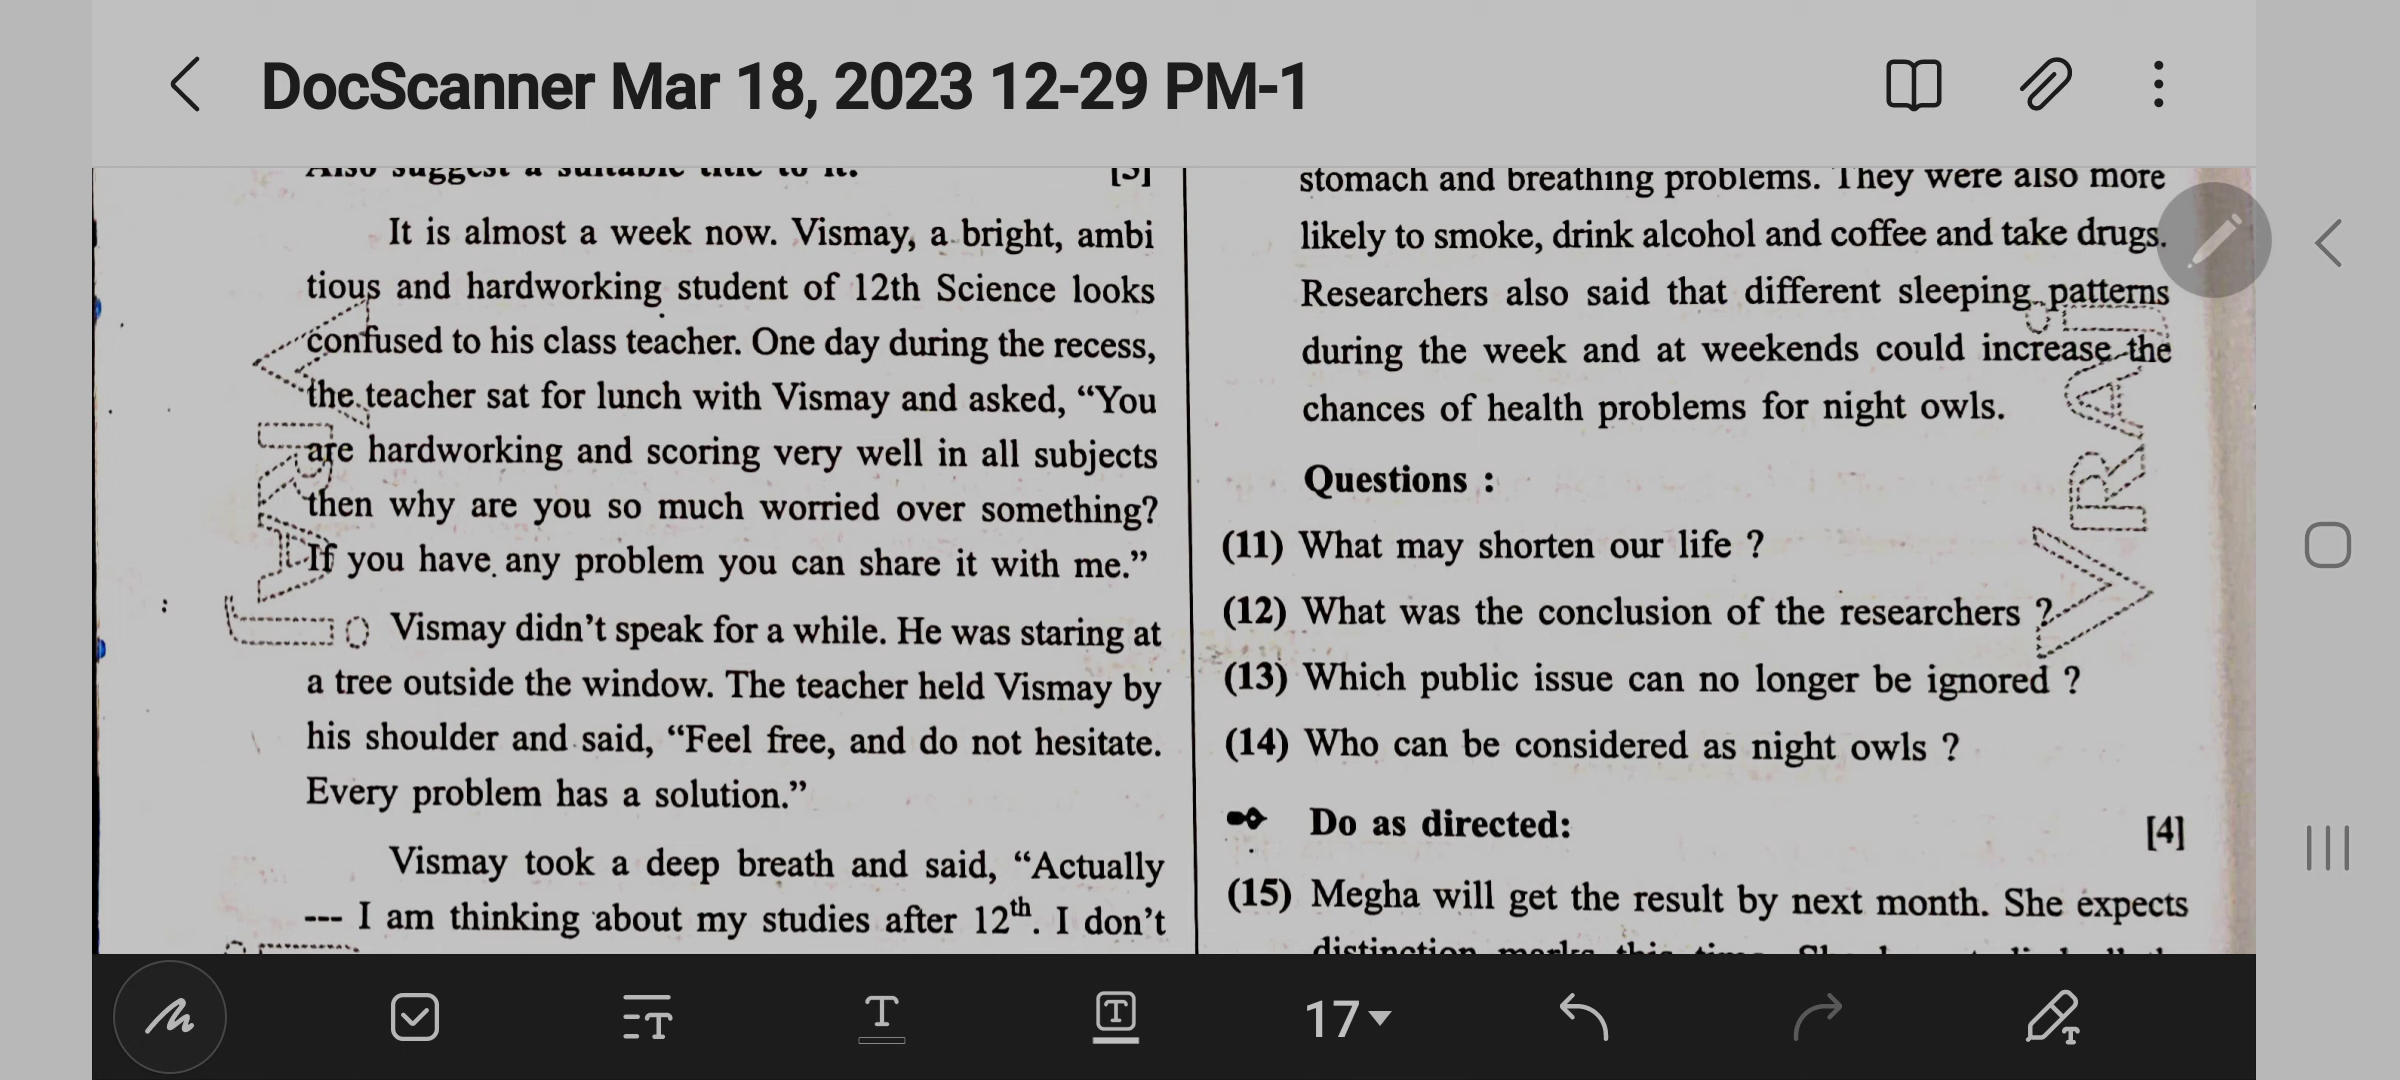 DocScanner Mar 18, 2023 12-29 PM-1
Also suggest a suitable title to it. [5]
It is almost a week now. Vismay, a bright, ambi
tious and hardworking student of 12th Science looks
confused to his class teacher. One day during the recess,
the teacher sat for lunch with Vismay and asked, “You
are hardworking and scoring very well in all subjects
then why are you so much worried over something?
If you have any problem you can share it with me.”
Vismay didn’t speak for a while. He was staring at
a tree outside the window. The teacher held Vismay by
his shoulder and said, “Feel free, and do not hesitate.
Every problem has a solution.”
Vismay took a deep breath and said, “Actually
--- I am thinking about my studies after 12th. I don’t
stomach and breathing problems. They were also more
likely to smoke, drink alcohol and coffee and take drugs.
Researchers also said that different sleeping patterns
during the week and at weekends could increase the
chances of health problems for night owls.
Questions :
(11) What may shorten our life ?
(12) What was the conclusion of the researchers ?
(13) Which public issue can no longer be ignored ?
(14) Who can be considered as night owls ?
Do as directed: [4]
(15) Megha will get the result by next month. She expects
distinction marks this time.
17